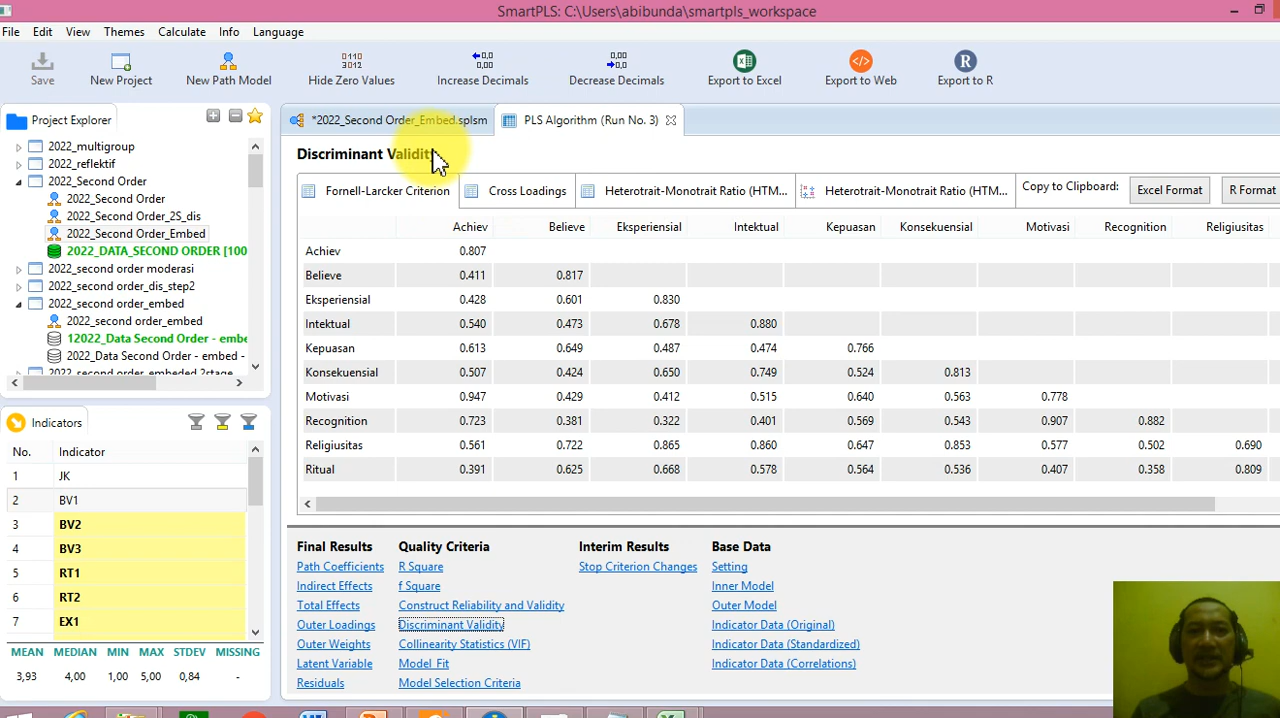 SmartPLS: C:\Users\abibunda\smartpls_workspace
File Edit View Themes Calculate Info Language
Save New Project New Path Model Hide Zero Values Increase Decimals Decrease Decimals Export to Excel Export to Web Export to R
Project Explorer
2022_multigroup
2022_reflektif
2022_Second Order
2022_Second Order
2022_Second Order_2S_dis
2022_Second Order_Embed
2022_DATA_SECOND ORDER [100
2022_second order moderasi
2022_second order_dis_step2
2022_second order_embed
2022_second order_embed
12022_Data Second Order - embe
2022_Data Second Order - embed -
2022_second order_embeded 2stage
Indicators
No. Indicator
1 JK
2 BV1
3 BV2
4 BV3
5 RT1
6 RT2
7 EX1
MEAN MEDIAN MIN MAX STDEV MISSING
3,93 4,00 1,00 5,00 0,84 -
*2022_Second Order_Embed.splsm PLS Algorithm (Run No. 3)
Discriminant Validity
Fornell-Larcker Criterion Cross Loadings Heterotrait-Monotrait Ratio (HTM... Heterotrait-Monotrait Ratio (HTM... Copy to Clipboard: Excel Format R Format
Achiev Believe Eksperiensial Intektual Kepuasan Konsekuensial Motivasi Recognition Religiusitas
Achiev 0.807
Believe 0.411 0.817
Eksperiensial 0.428 0.601 0.830
Intektual 0.540 0.473 0.678 0.880
Kepuasan 0.613 0.649 0.487 0.474 0.766
Konsekuensial 0.507 0.424 0.650 0.749 0.524 0.813
Motivasi 0.947 0.429 0.412 0.515 0.640 0.563 0.778
Recognition 0.723 0.381 0.322 0.401 0.569 0.543 0.907 0.882
Religiusitas 0.561 0.722 0.865 0.860 0.647 0.853 0.577 0.502 0.690
Ritual 0.391 0.625 0.668 0.578 0.564 0.536 0.407 0.358 0.809
Final Results Quality Criteria Interim Results Base Data
Path Coefficients R Square Stop Criterion Changes Setting
Indirect Effects f Square Inner Model
Total Effects Construct Reliability and Validity Outer Model
Outer Loadings Discriminant Validity Indicator Data (Original)
Outer Weights Collinearity Statistics (VIF) Indicator Data (Standardized)
Latent Variable Model_Fit Indicator Data (Correlations)
Residuals Model Selection Criteria